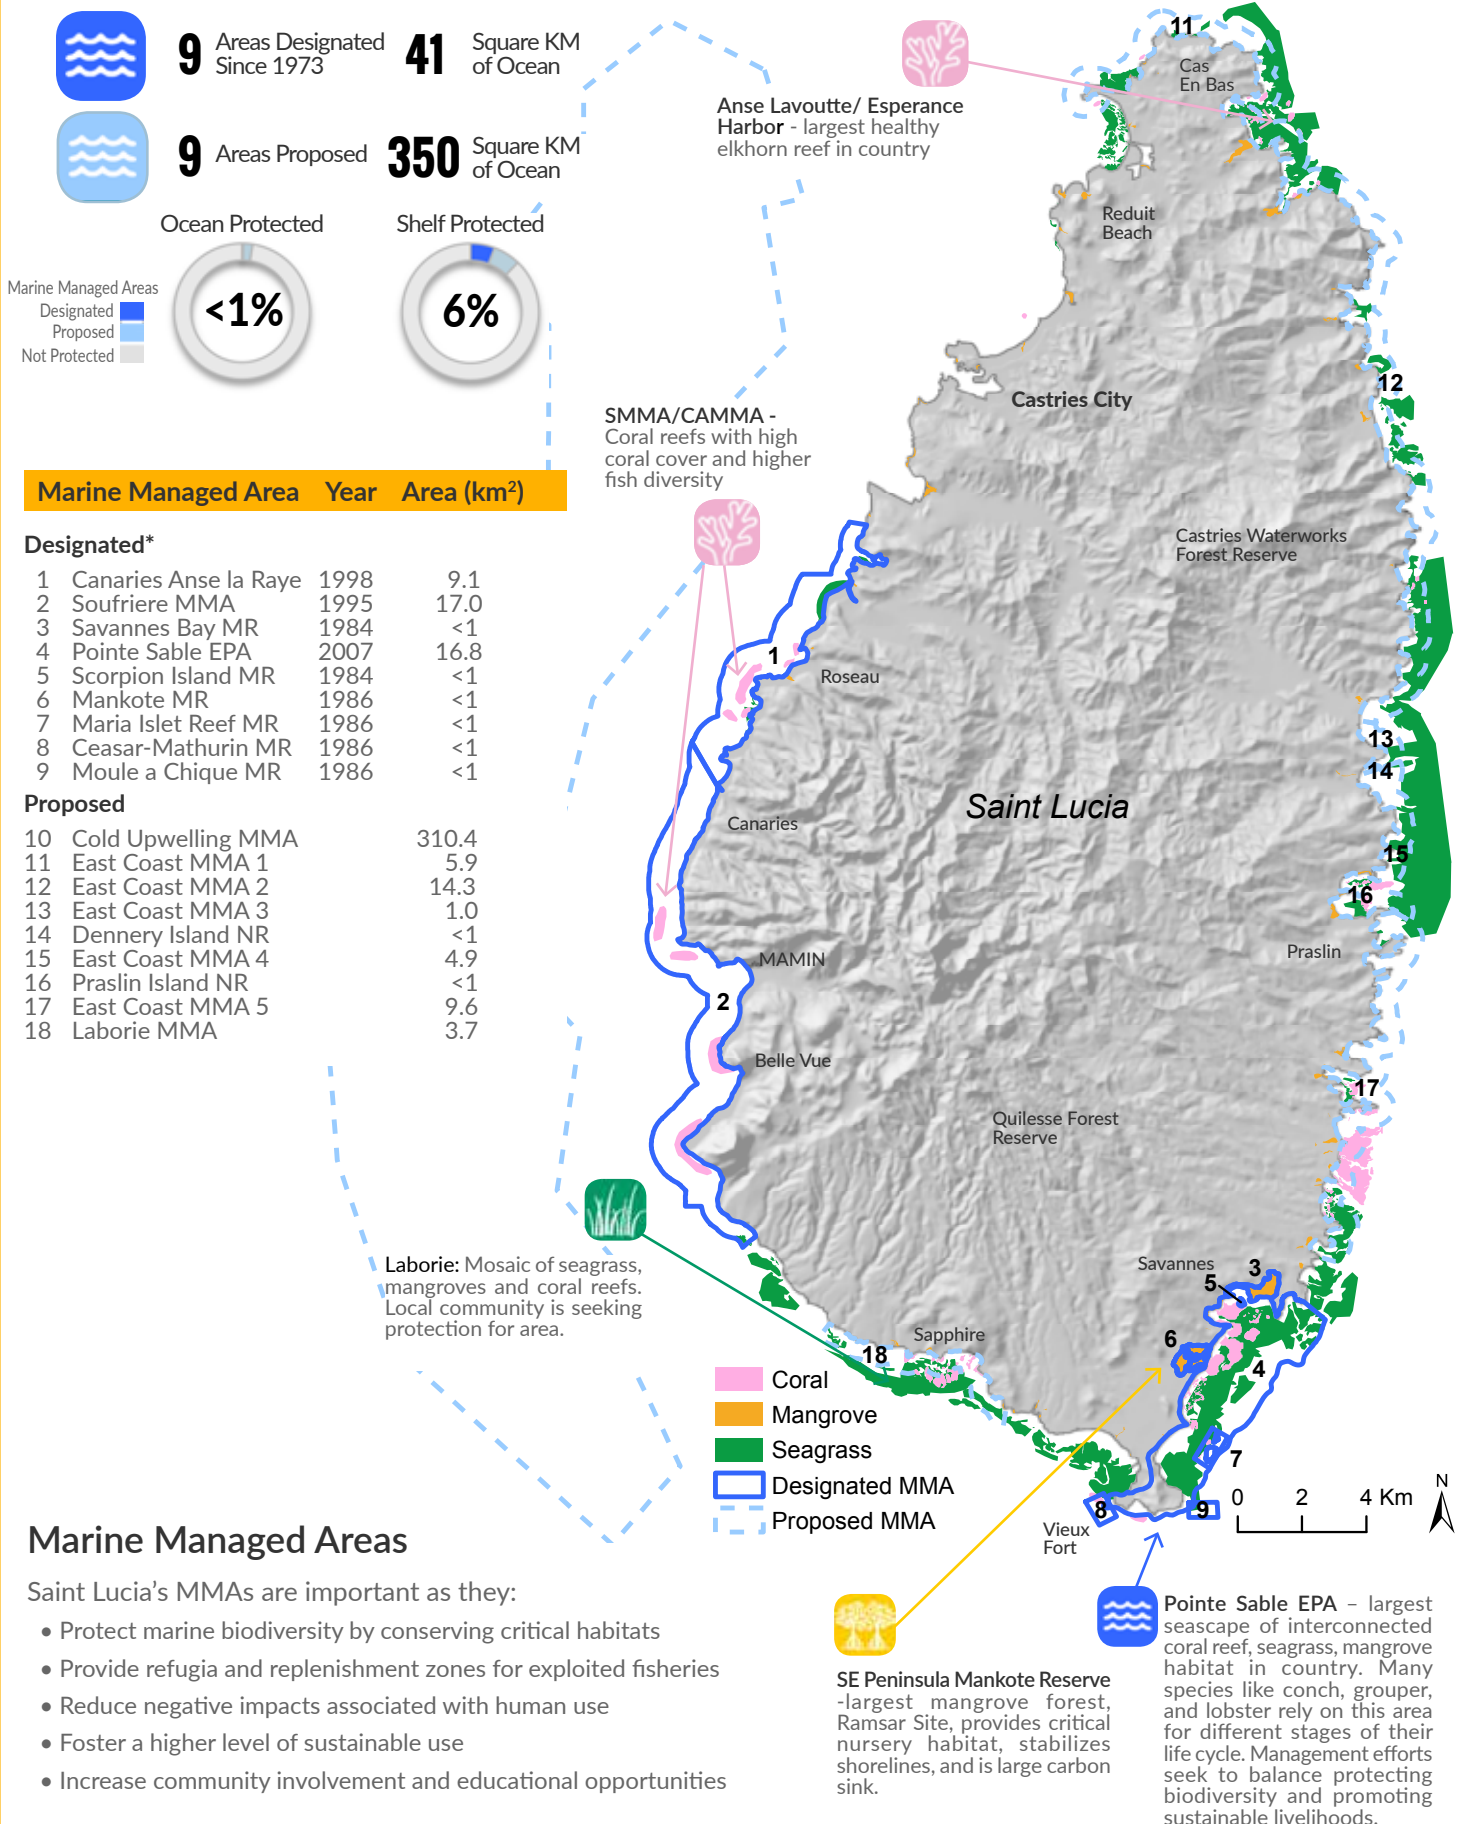 9 Areas Designated Since 1973
41 Square KM of Ocean
9 Areas Proposed
350 Square KM of Ocean
Ocean Protected
Shelf Protected
Marine Managed Areas
Designated
Proposed
Not Protected
<1%
6%
Marine Managed Area Year Area (km²)
Designated*
1 Canaries Anse la Raye 1998 9.1
2 Soufriere MMA 1995 17.0
3 Savannes Bay MR 1984 <1
4 Pointe Sable EPA 2007 16.8
5 Scorpion Island MR 1984 <1
6 Mankote MR 1986 <1
7 Maria Islet Reef MR 1986 <1
8 Ceasar-Mathurin MR 1986 <1
9 Moule a Chique MR 1986 <1
Proposed
10 Cold Upwelling MMA 310.4
11 East Coast MMA 1 5.9
12 East Coast MMA 2 14.3
13 East Coast MMA 3 1.0
14 Dennery Island NR <1
15 East Coast MMA 4 4.9
16 Praslin Island NR <1
17 East Coast MMA 5 9.6
18 Laborie MMA 3.7
Anse Lavoutte/ Esperance
Harbor - largest healthy
elkhorn reef in country
SMMA/CAMMA -
Coral reefs with high
coral cover and higher
fish diversity
11
Cas
En Bas
Reduit
Beach
12
Castries City
Castries Waterworks
Forest Reserve
1
Roseau
13
14
Canaries
Saint Lucia
15
16
Praslin
MAMIN
2
Belle Vue
17
Quilesse Forest
Reserve
Savannes
3
5
6
4
Sapphire
18
7
8
9
Vieux
Fort
Laborie: Mosaic of seagrass,
mangroves and coral reefs.
Local community is seeking
protection for area.
Coral
Mangrove
Seagrass
Designated MMA
Proposed MMA
0 2 4 Km
N
Marine Managed Areas
Saint Lucia's MMAs are important as they:
• Protect marine biodiversity by conserving critical habitats
• Provide refugia and replenishment zones for exploited fisheries
• Reduce negative impacts associated with human use
• Foster a higher level of sustainable use
• Increase community involvement and educational opportunities
SE Peninsula Mankote Reserve
-largest mangrove forest,
Ramsar Site, provides critical
nursery habitat, stabilizes
shorelines, and is large carbon
sink.
Pointe Sable EPA – largest
seascape of interconnected
coral reef, seagrass, mangrove
habitat in country. Many
species like conch, grouper,
and lobster rely on this area
for different stages of their
life cycle. Management efforts
seek to balance protecting
biodiversity and promoting
sustainable livelihoods.